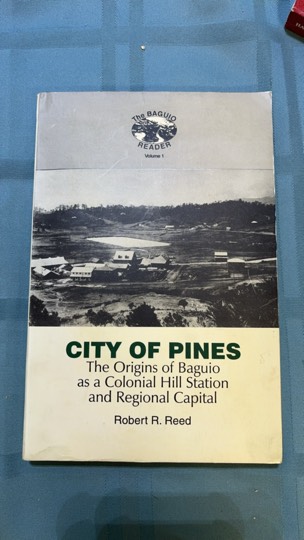 The BAGUIO
READER
Volume 1
CITY OF PINES
The Origins of Baguio
as a Colonial Hill Station
and Regional Capital
Robert R. Reed